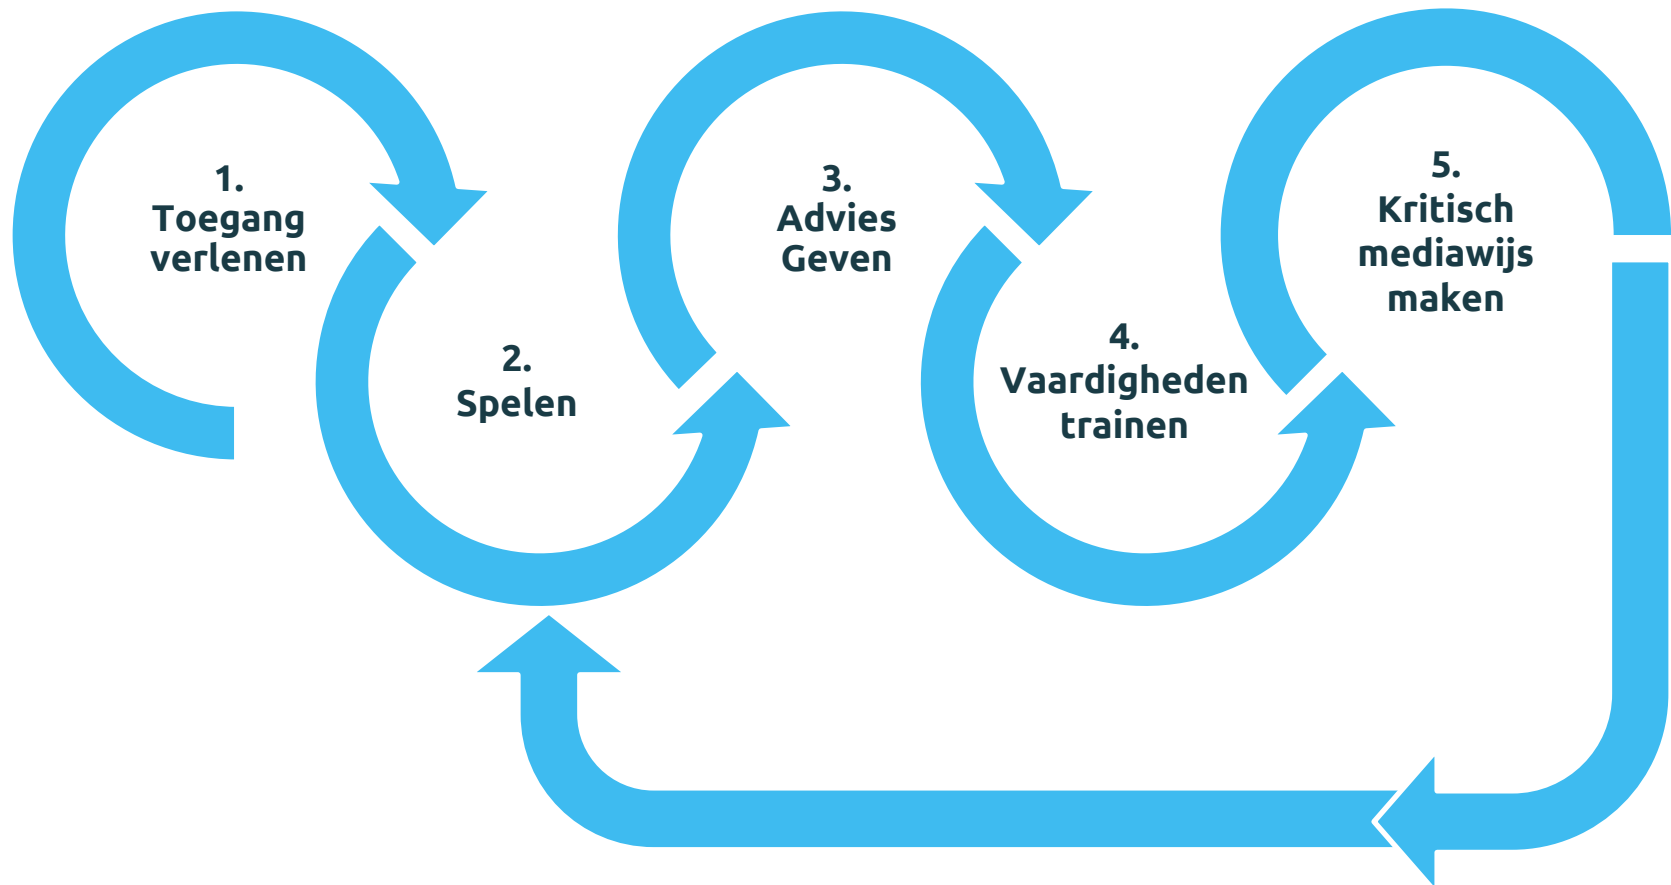 1.
Toegang
verlenen
2.
Spelen
3.
Advies
Geven
4.
Vaardigheden
trainen
5.
Kritisch
mediawijs
maken